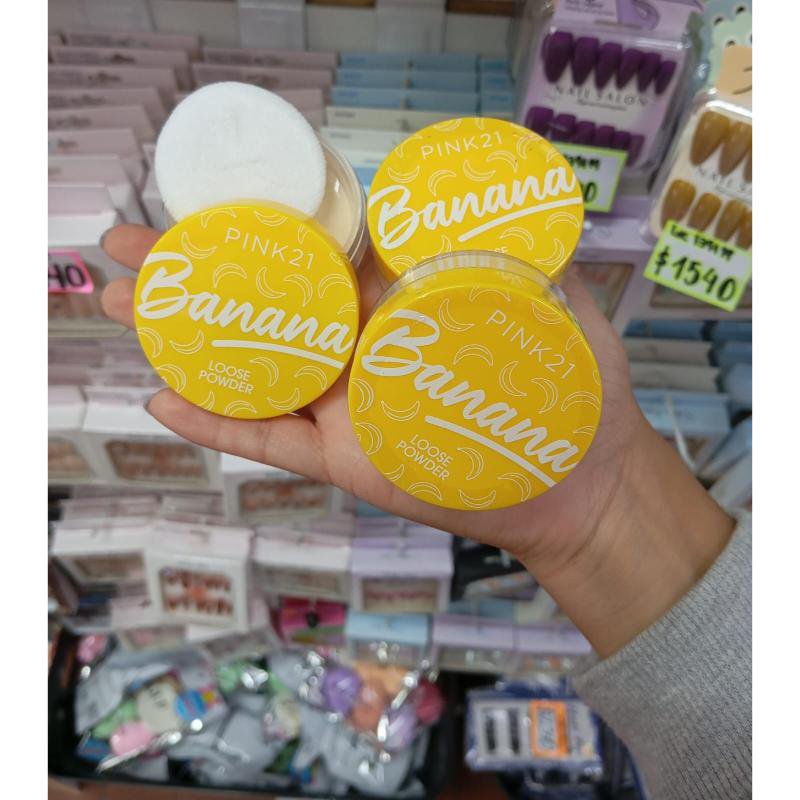 PINK21
Banana
LOOSE
POWDER
PINK21
Banana
PINK21
Banana
LOOSE
POWDER
NAIL SALON
$1540